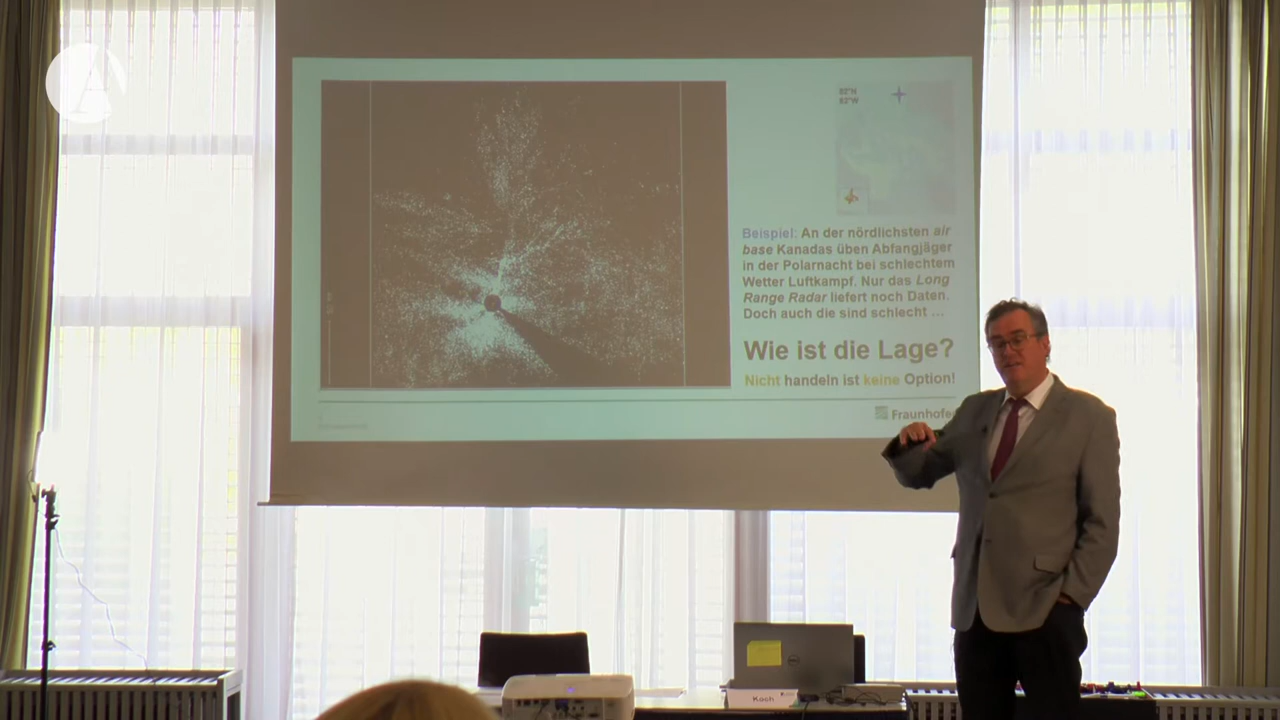 A
82°N
62°W
Beispiel: An der nördlichsten air
base Kanadas üben Abfangjäger
in der Polarnacht bei schlechtem
Wetter Luftkampf. Nur das Long
Range Radar liefert noch Daten.
Doch auch die sind schlecht ...
Wie ist die Lage?
Nicht handeln ist keine Option!
Fraunhofe
DELL
Koch